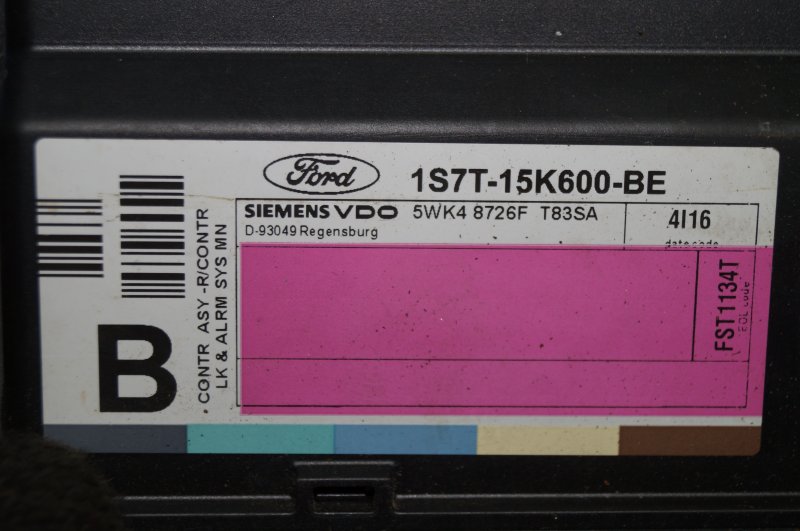 Ford
1S7T-15K600-BE
SIEMENS VDO 5WK4 8726F T83SA
D-93049 Regensburg
4I16
date code
FST1134T
EOL code
CONTR ASY -R/CONTR
LK & ALRM SYS MN
B